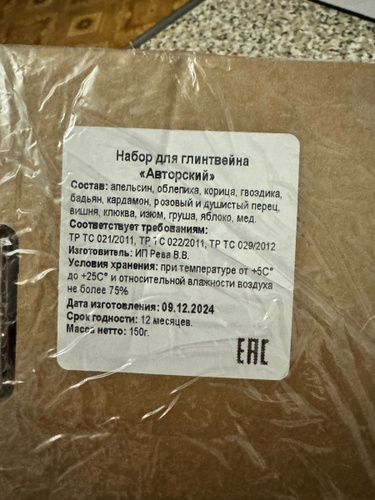 Набор для глинтвейна
«Авторский»
Состав: апельсин, облепиха, корица, гвоздика,
бадьян, кардамон, розовый и душистый перец,
вишня, клюква, изюм, груша, яблоко, мед.
Соответствуем требованиям:
ТР ТС 021/2011, ТР ТС 022/2011, ТР ТС 029/2012
Изготовитель: ИП Рева В.В.
Условия хранения: при температуре от +5С°
до +25С° и относительной влажности воздуха
не более 75%
Дата изготовления: 09.12.2024
Срок годности: 12 месяцев.
Масса нетто: 150г.
ЕАС